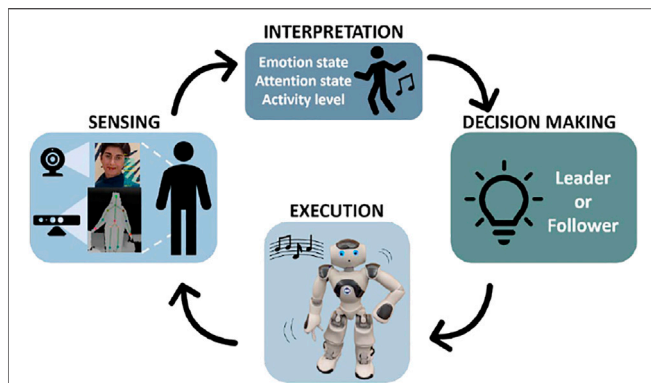 INTERPRETATION
Emotion state
Attention state
Activity level
SENSING
DECISION MAKING
Leader
or
Follower
EXECUTION